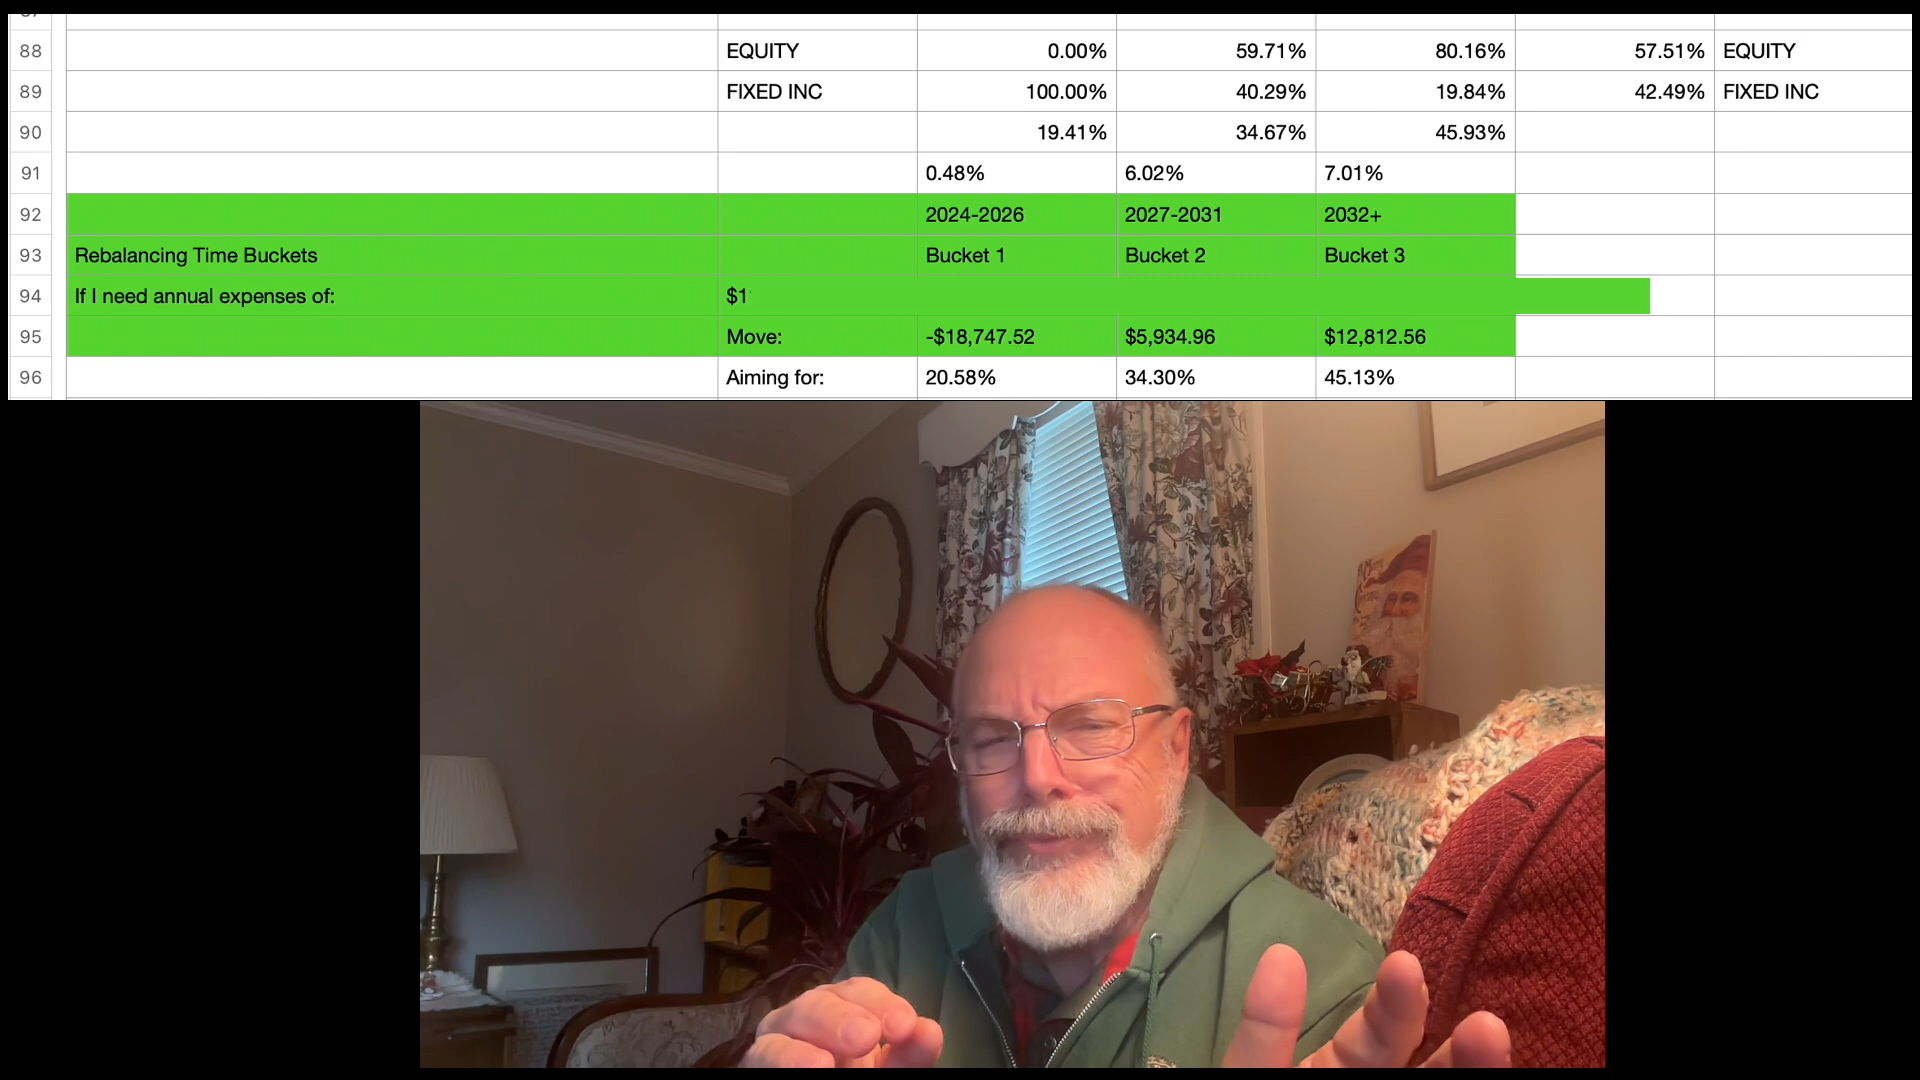 88 EQUITY 0.00% 59.71% 80.16% 57.51% EQUITY
89 FIXED INC 100.00% 40.29% 19.84% 42.49% FIXED INC
90 19.41% 34.67% 45.93%
91 0.48% 6.02% 7.01%
92 2024-2026 2027-2031 2032+
93 Rebalancing Time Buckets Bucket 1 Bucket 2 Bucket 3
94 If I need annual expenses of: $1
95 Move: -$18,747.52 $5,934.96 $12,812.56
96 Aiming for: 20.58% 34.30% 45.13%